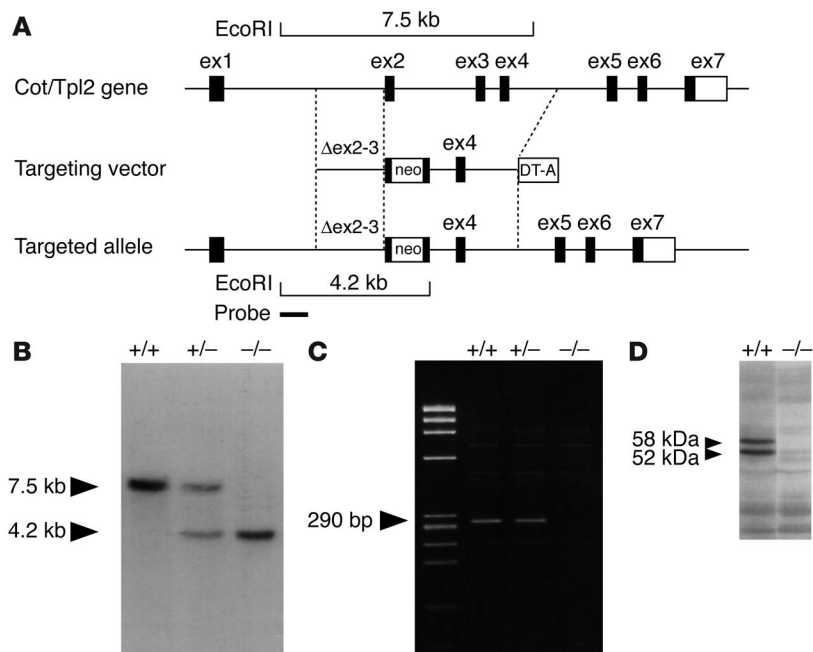 A
EcoRI 7.5 kb
ex1 ex2 ex3 ex4 ex5 ex6 ex7
Cot/Tpl2 gene
Δex2-3 ex4
Targeting vector neo DT-A
Δex2-3 ex4 ex5 ex6 ex7
Targeted allele neo
EcoRI 4.2 kb
Probe
B +/+ +/– –/–
7.5 kb
4.2 kb
C +/+ +/– –/–
290 bp
D +/+ –/–
58 kDa
52 kDa